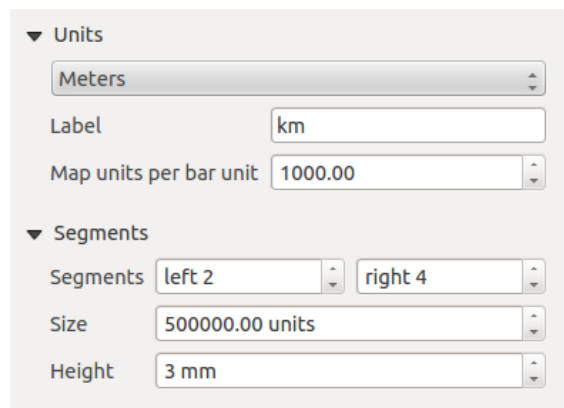 Units
Meters
Label km
Map units per bar unit 1000.00
Segments
Segments left 2 right 4
Size 500000.00 units
Height 3 mm